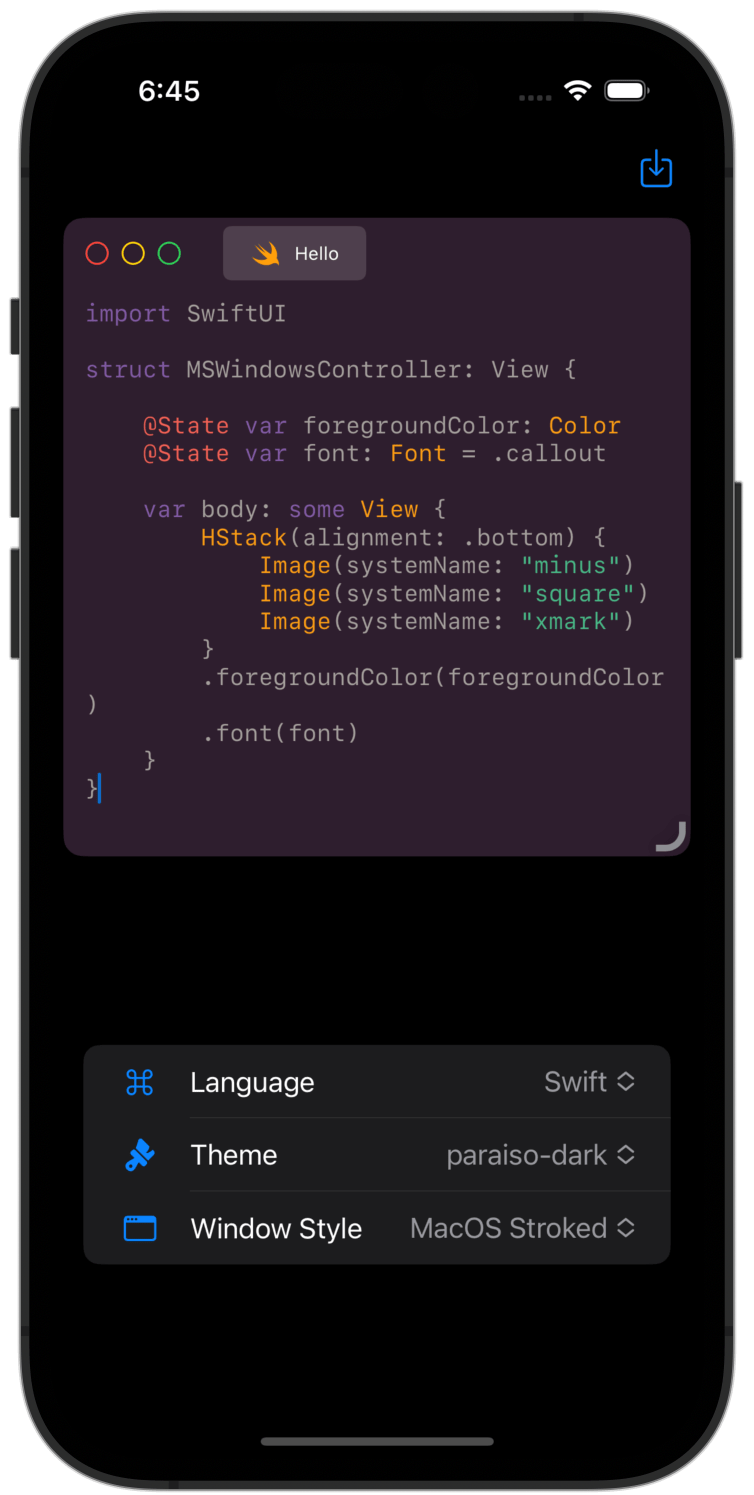 6:45
Hello
import SwiftUI
struct MSWindowsController: View {
@State var foregroundColor: Color
@State var font: Font = .callout
var body: some View {
HStack(alignment: .bottom) {
Image(systemName: "minus")
Image(systemName: "square")
Image(systemName: "xmark")
}
.foregroundColor(foregroundColor
)
.font(font)
}
}
Language Swift
Theme paraiso-dark
Window Style MacOS Stroked